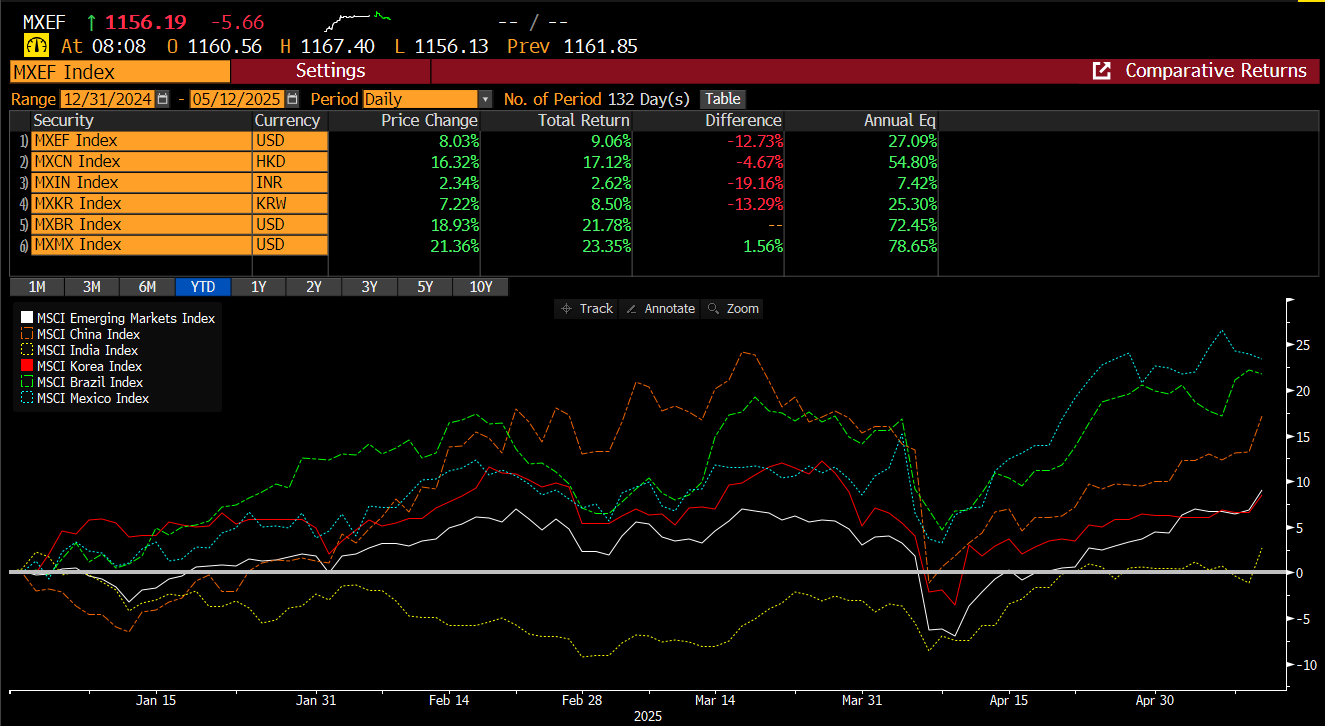 MXEF ↑ 1156.19 -5.66 -- / --
At 08:08 O 1160.56 H 1167.40 L 1156.13 Prev 1161.85
MXEF Index Settings Comparative Returns
Range 12/31/2024 - 05/12/2025 Period Daily No. of Period 132 Day(s) Table
Security Currency Price Change Total Return Difference Annual Eq
1) MXEF Index USD 8.03% 9.06% -12.73% 27.09%
2) MXCN Index HKD 16.32% 17.12% -4.67% 54.80%
3) MXIN Index INR 2.34% 2.62% -19.16% 7.42%
4) MXKR Index KRW 7.22% 8.50% -13.29% 25.30%
5) MXBR Index USD 18.93% 21.78% -- 72.45%
6) MXMX Index USD 21.36% 23.35% 1.56% 78.65%
1M 3M 6M YTD 1Y 2Y 3Y 5Y 10Y
Track Annotate Zoom
MSCI Emerging Markets Index
MSCI China Index
MSCI India Index
MSCI Korea Index
MSCI Brazil Index
MSCI Mexico Index
25
20
15
10
5
0
-5
-10
Jan 15 Jan 31 Feb 14 Feb 28 Mar 14 Mar 31 Apr 15 Apr 30
2025